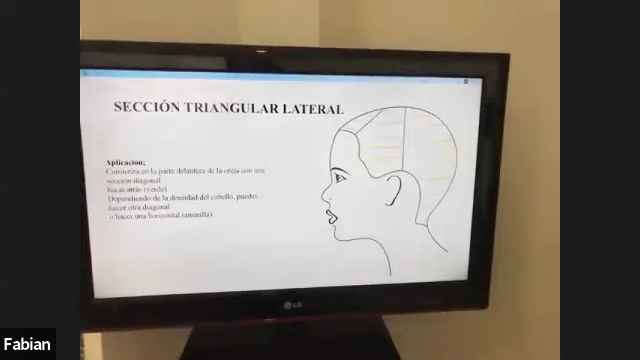 SECCIÓN TRIANGULAR LATERAL
Aplicación;
Comienza en la parte delantera de la oreja con una
sección diagonal
hacia atrás (verde)
Dependiendo de la densidad del cabello, puedes
hacer otra diagonal
o hacer una horizontal (amarilla)
LG
Fabian